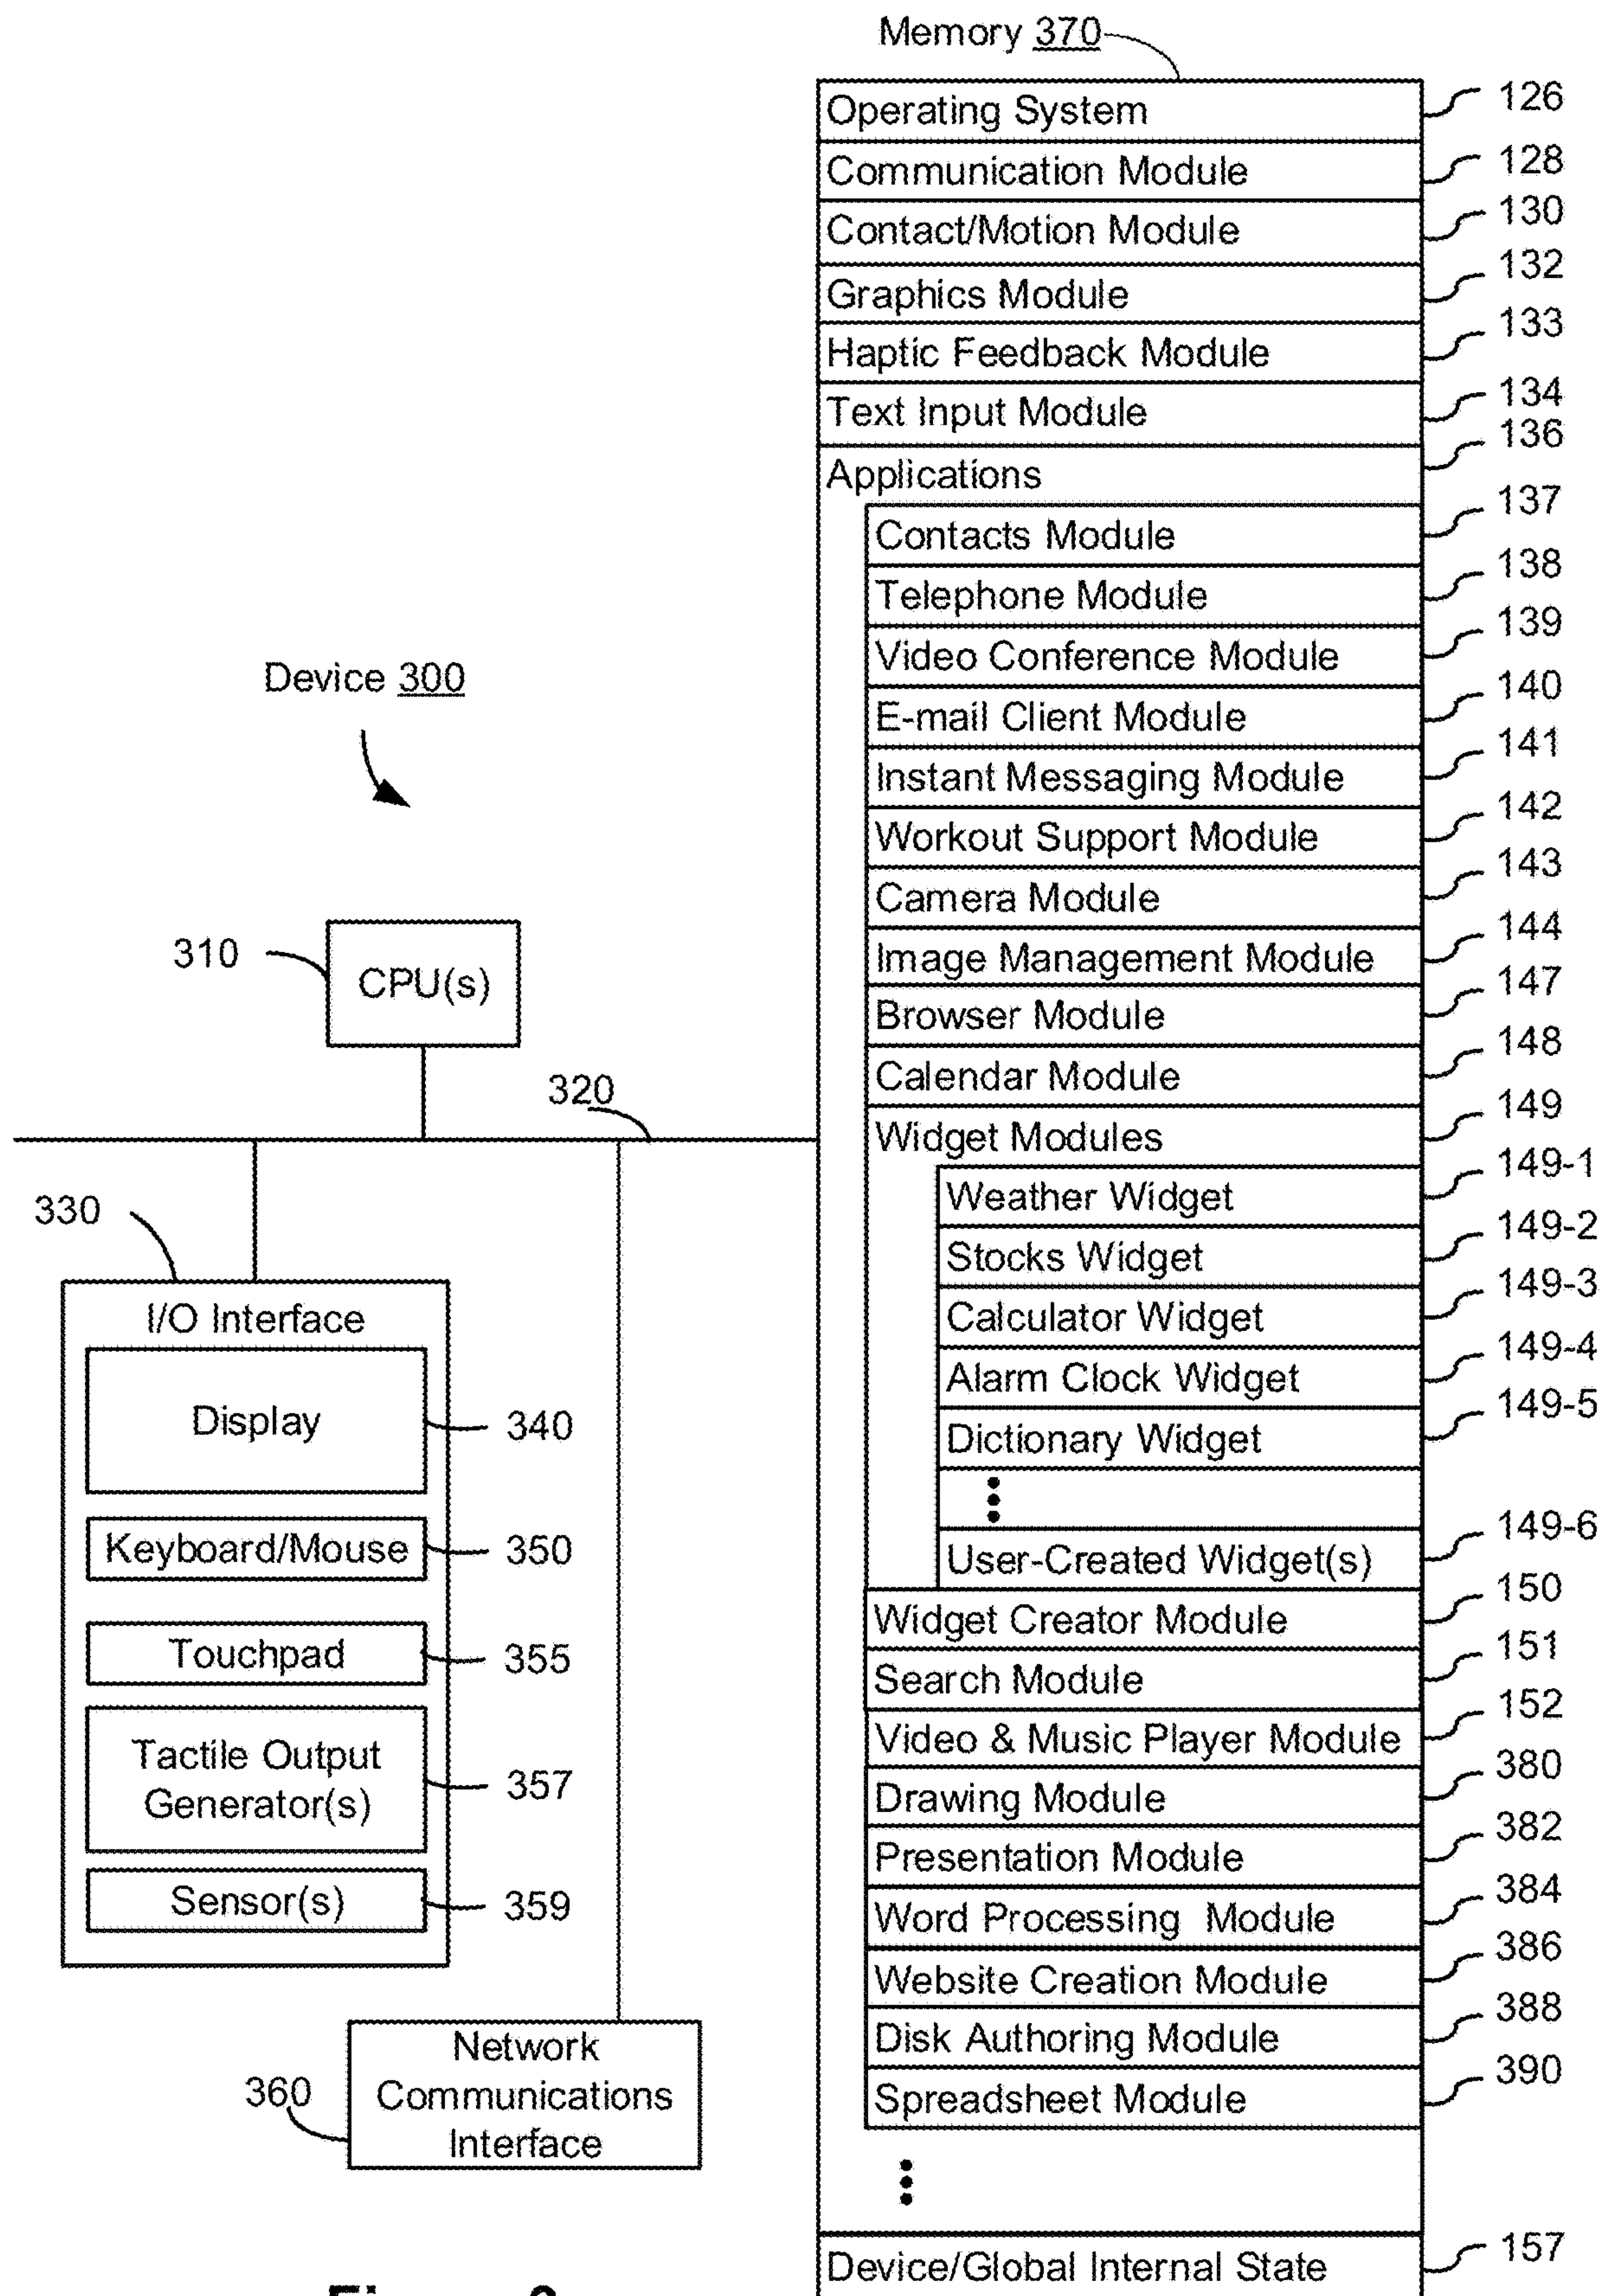 Memory 370
Operating System 126
Communication Module 128
Contact/Motion Module 130
Graphics Module 132
Haptic Feedback Module 133
Text Input Module 134
Applications 136
Contacts Module 137
Telephone Module 138
Video Conference Module 139
E-mail Client Module 140
Instant Messaging Module 141
Workout Support Module 142
Camera Module 143
Image Management Module 144
Browser Module 147
Calendar Module 148
Widget Modules 149
Weather Widget 149-1
Stocks Widget 149-2
Calculator Widget 149-3
Alarm Clock Widget 149-4
Dictionary Widget 149-5
User-Created Widget(s) 149-6
Widget Creator Module 150
Search Module 151
Video & Music Player Module 152
Drawing Module 380
Presentation Module 382
Word Processing Module 384
Website Creation Module 386
Disk Authoring Module 388
Spreadsheet Module 390
Device/Global Internal State 157
Device 300
310 CPU(s)
320
330
I/O Interface
Display 340
Keyboard/Mouse 350
Touchpad 355
Tactile Output
Generator(s) 357
Sensor(s) 359
Network
360 Communications
Interface